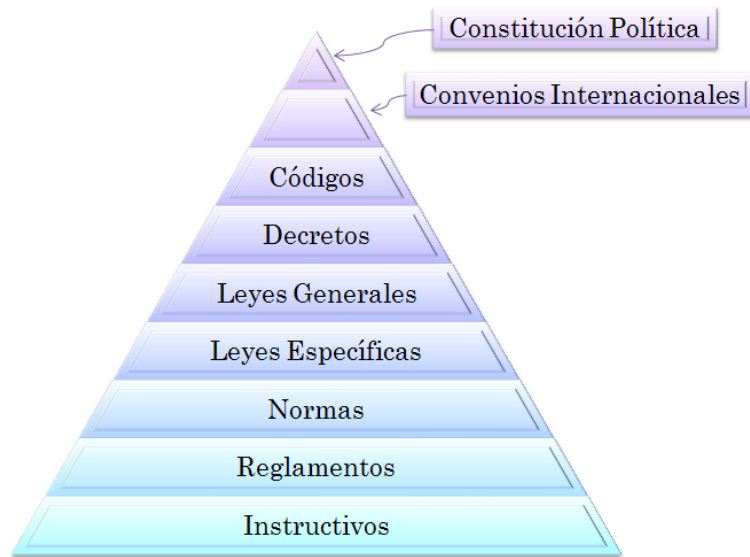 Constitución Política
Convenios Internacionales
Códigos
Decretos
Leyes Generales
Leyes Específicas
Normas
Reglamentos
Instructivos